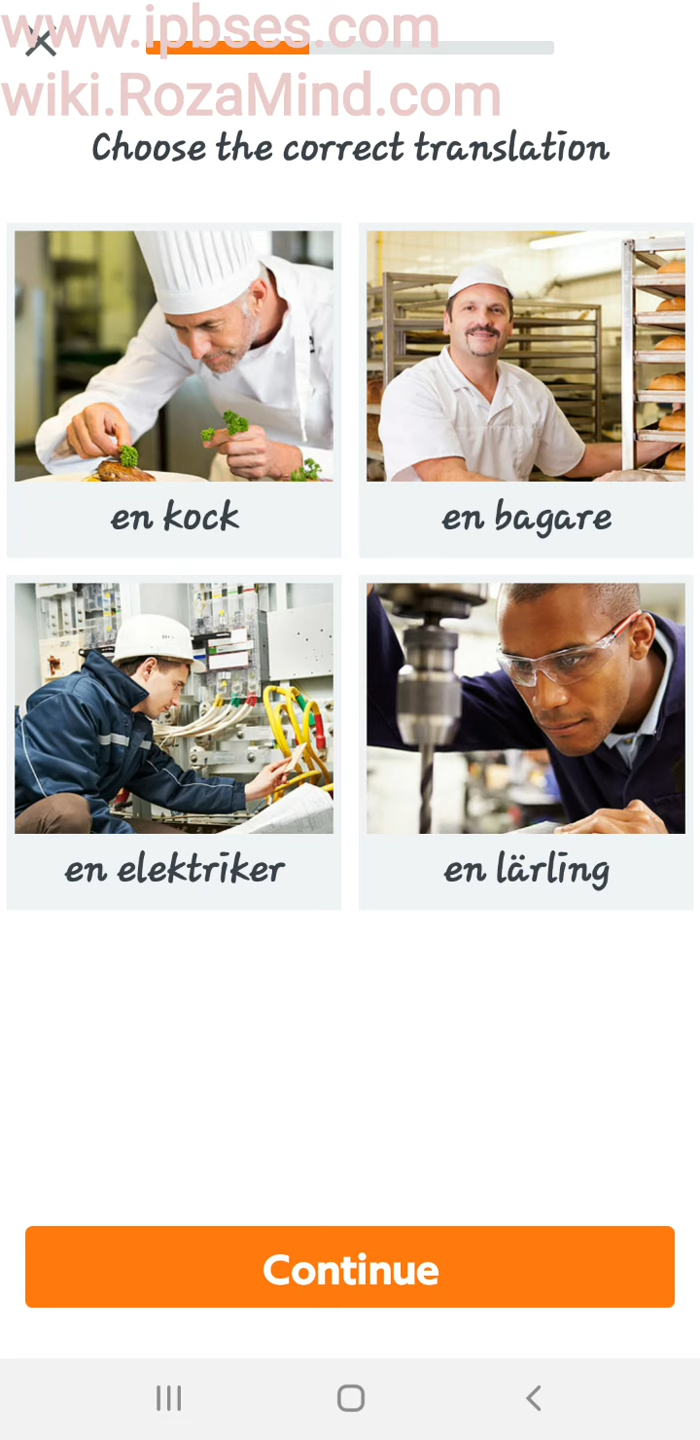 www.ipbses.com
wiki.RozaMind.com
Choose the correct translation
en kock
en bagare
en elektriker
en lärling
Continue